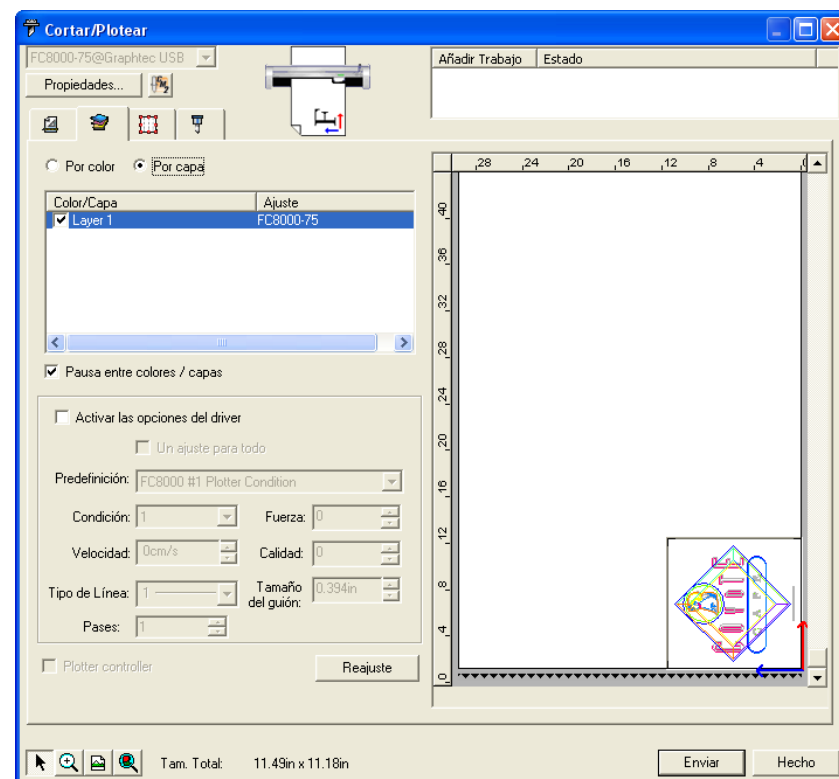 Cortar/Plotear
FC8000-75@Graphtec USB
Propiedades...
Añadir Trabajo Estado
Por color Por capa
Color/Capa Ajuste
Layer 1 FC8000-75
Pausa entre colores / capas
Activar las opciones del driver
Un ajuste para todo
Predefinición: FC8000 #1 Plotter Condition
Condición: 1 Fuerza: 0
Velocidad: 0cm/s Calidad: 0
Tipo de Línea: 1 Tamaño del guión: 0.394in
Pases: 1
Plotter controller Reajuste
28 24 20 16 12 8 4 0
40
36
32
28
24
20
16
12
8
4
0
Tam. Total: 11.49in x 11.18in
Enviar Hecho